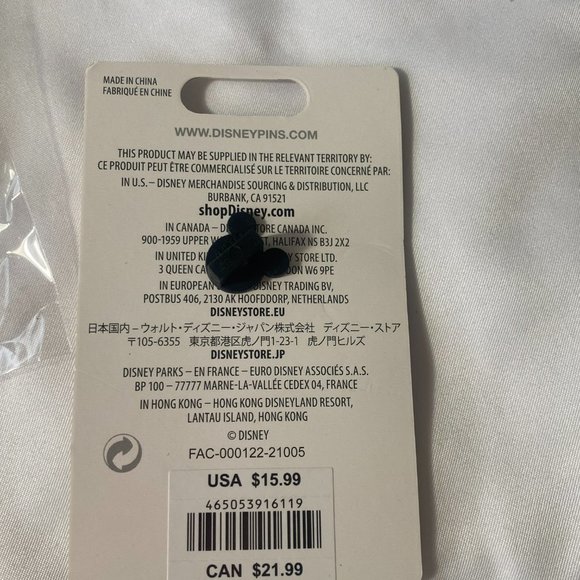 MADE IN CHINA
FABRIQUÉ EN CHINE
WWW.DISNEYPINS.COM
THIS PRODUCT MAY BE SUPPLIED IN THE RELEVANT TERRITORY BY:
CE PRODUIT PEUT ÊTRE COMMERCIALISÉ SUR LE TERRITOIRE CONCERNÉ PAR:
IN U.S. – DISNEY MERCHANDISE SOURCING & DISTRIBUTION, LLC
BURBANK, CA 91521
shopDisney.com
IN CANADA – STORE CANADA INC.
900-1959 UPPER HALIFAX NS B3J 2X2
IN UNITED STORE LTD.
3 QUEEN W6 9PE
IN EUROPEAN DISNEY TRADING BV,
POSTBUS 406, 2130 AK HOOFDDORP, NETHERLANDS
DISNEYSTORE.EU
日本国内 – ウォルト・ディズニー・ジャパン株式会社 ディズニー・ストア
〒105-6355 東京都港区虎ノ門1-23-1 虎ノ門ヒルズ
DISNEYSTORE.JP
DISNEY PARKS – EN FRANCE – EURO DISNEY ASSOCIÉS S.A.S.
BP 100 – 77777 MARNE-LA-VALLÉE CEDEX 04, FRANCE
IN HONG KONG – HONG KONG DISNEYLAND RESORT,
LANTAU ISLAND, HONG KONG
© DISNEY
FAC-000122-21005
USA $15.99
465053916119
CAN $21.99